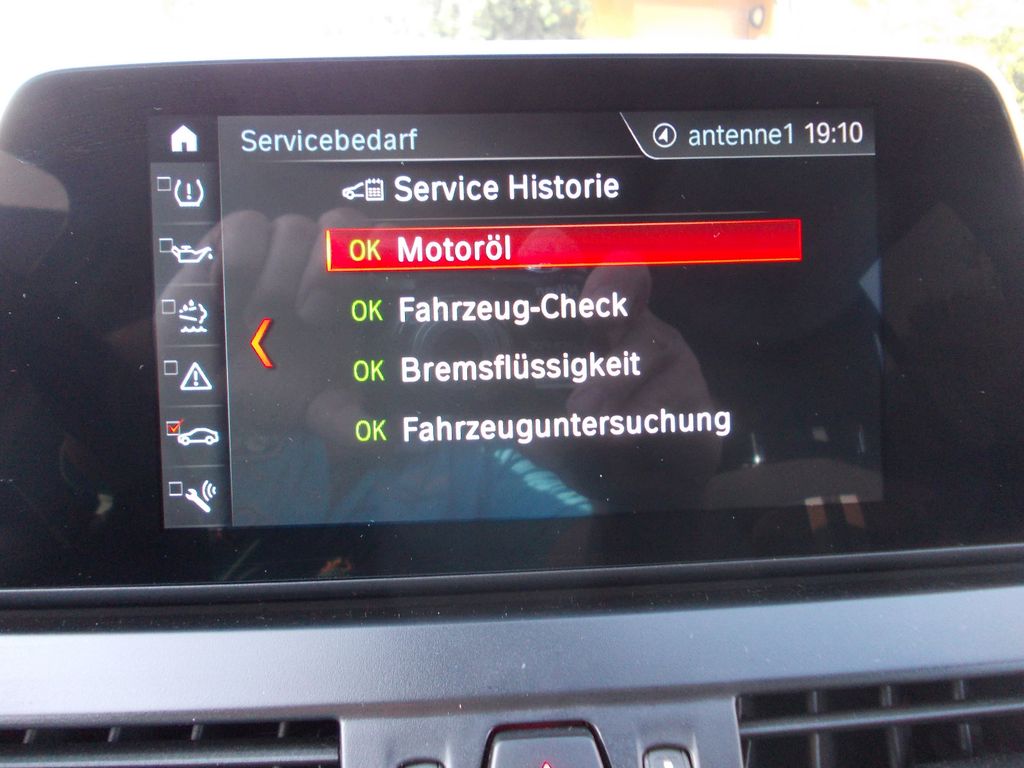 Servicebedarf
antenne1 19:10
Service Historie
OK Motoröl
OK Fahrzeug-Check
OK Bremsflüssigkeit
OK Fahrzeuguntersuchung